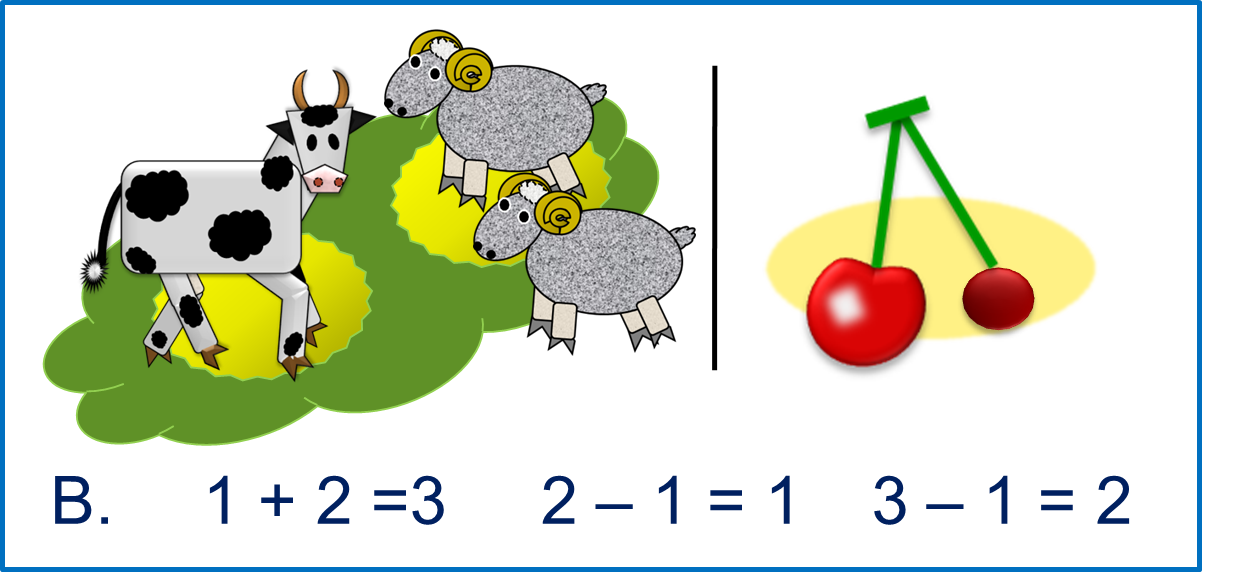 B. 1 + 2 =3 2 – 1 = 1 3 – 1 = 2